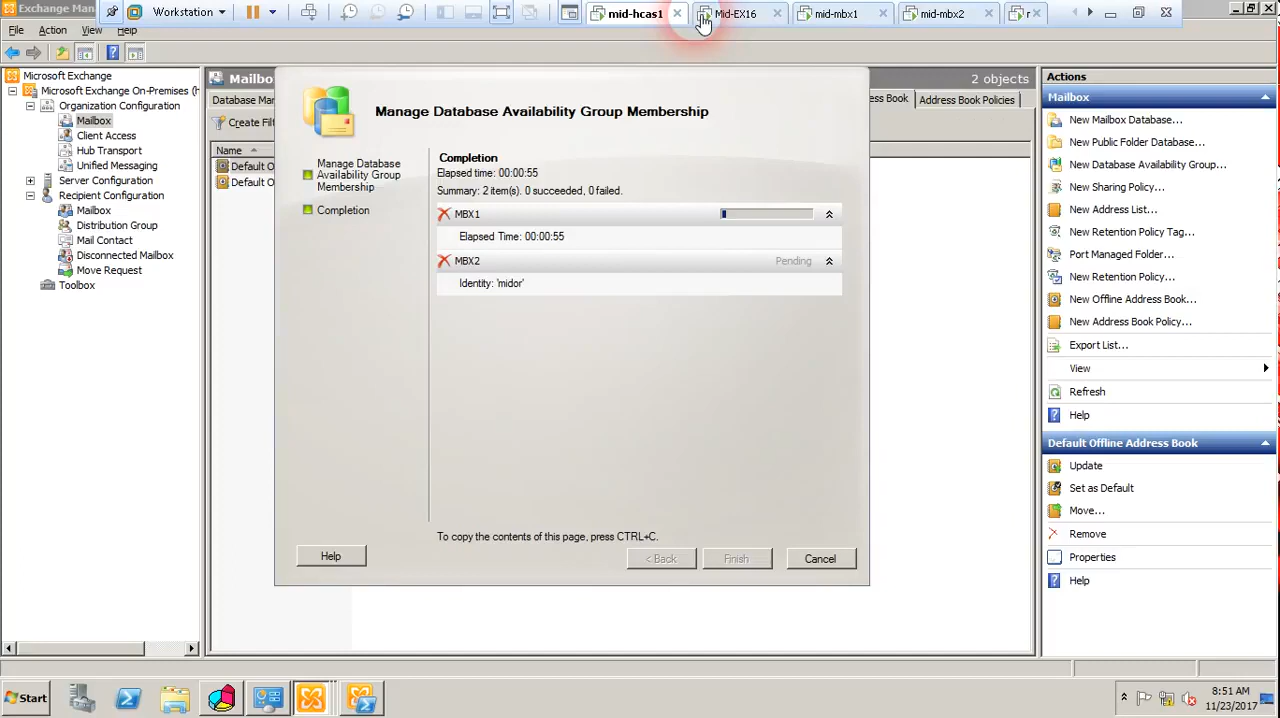 Exchange Man
Workstation
mid-hcas1
Mid-EX16
mid-mbx1
mid-mbx2
File Action View Help
Microsoft Exchange
Microsoft Exchange On-Premises (
Organization Configuration
Mailbox
Client Access
Hub Transport
Unified Messaging
Server Configuration
Recipient Configuration
Mailbox
Distribution Group
Mail Contact
Disconnected Mailbox
Move Request
Toolbox
Mailbo
2 objects
Database Mar
ess Book
Address Book Policies
Create Filt
Name
Default O
Default O
Manage Database Availability Group Membership
Manage Database
Availability Group
Membership
Completion
Completion
Elapsed time: 00:00:55
Summary: 2 item(s). 0 succeeded, 0 failed.
MBX1
Elapsed Time: 00:00:55
MBX2
Pending
Identity: 'midor'
To copy the contents of this page, press CTRL+C.
Help
< Back
Finish
Cancel
Actions
Mailbox
New Mailbox Database...
New Public Folder Database...
New Database Availability Group...
New Sharing Policy...
New Address List...
New Retention Policy Tag...
Port Managed Folder...
New Retention Policy...
New Offline Address Book...
New Address Book Policy...
Export List...
View
Refresh
Help
Default Offline Address Book
Update
Set as Default
Move...
Remove
Properties
Help
Start
8:51 AM
11/23/2017